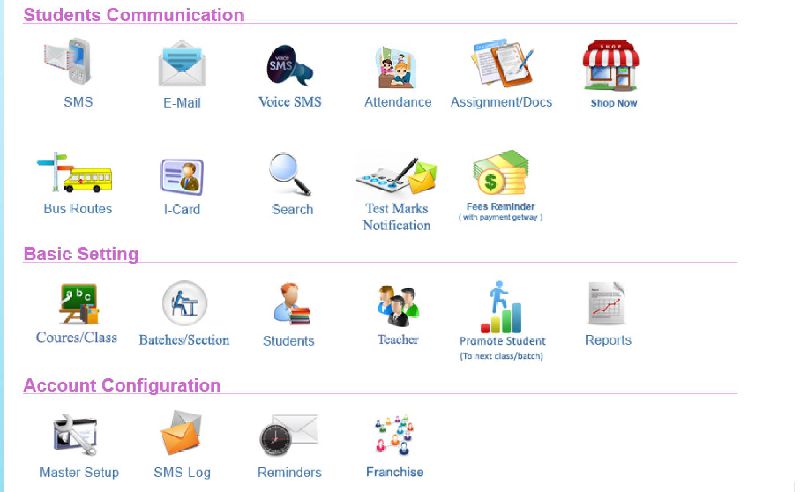 Students Communication
SMS
E-Mail
VOICE
SMS
Voice SMS
Attendance
Assignment/Docs
SHOP
Shop Now
Bus Routes
I-Card
Search
Test Marks
Notification
Fees Reminder
( with payment getway )
Basic Setting
a b c
Coures/Class
Batches/Section
Students
Teacher
Promote Student
(To next class/batch)
Reports
Account Configuration
Master Setup
SMS Log
Reminders
Franchise